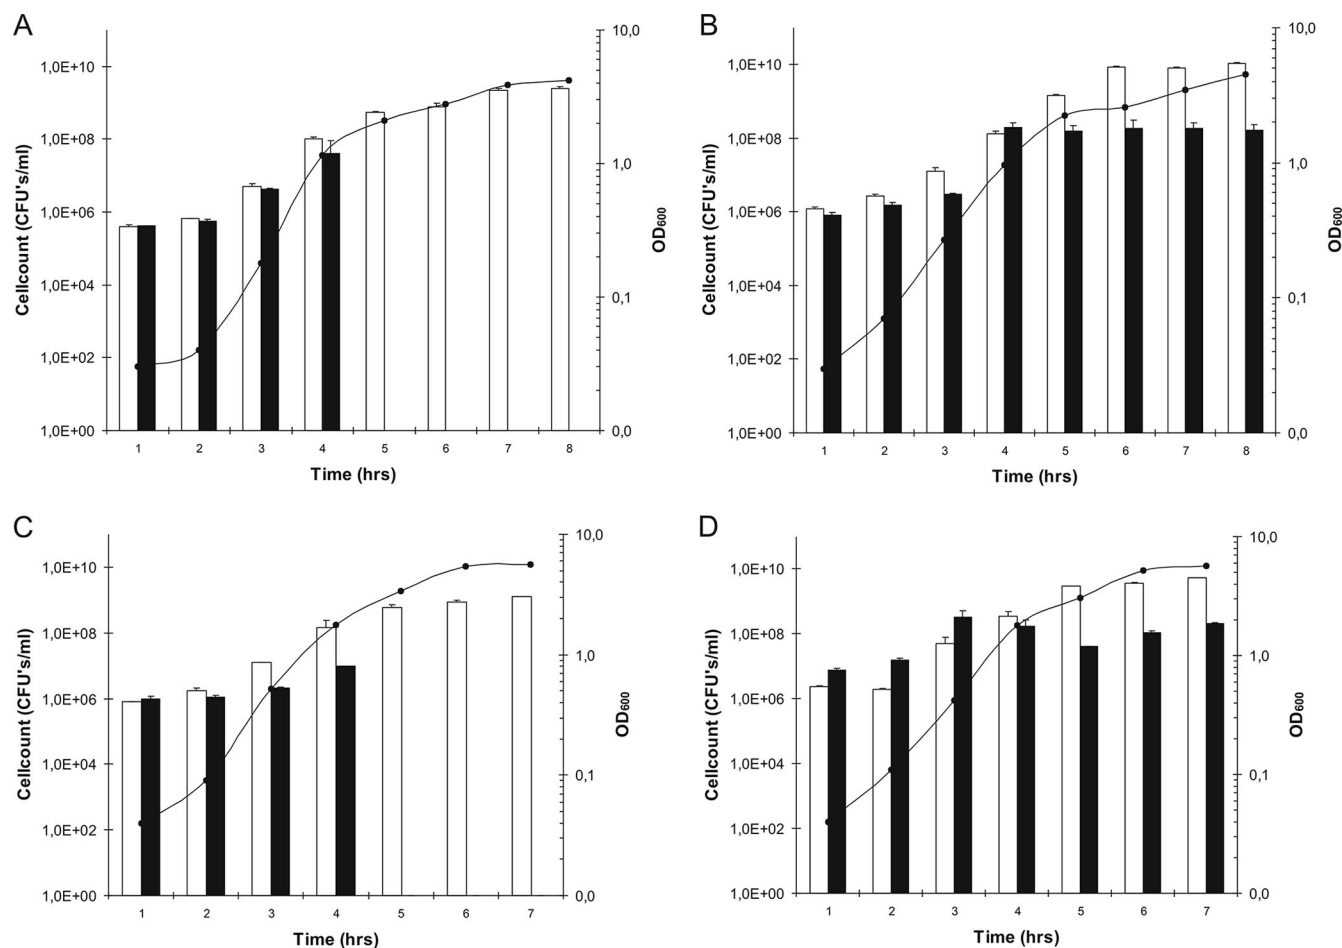 A
Cellcount (CFU's/ml)
1,0E+10
1,0E+08
1,0E+06
1,0E+04
1,0E+02
1,0E+00
1 2 3 4 5 6 7 8
Time (hrs)
10,0
1,0
0,1
0,0
OD600
B
Cellcount (CFU's/ml)
1,0E+10
1,0E+08
1,0E+06
1,0E+04
1,0E+02
1,0E+00
1 2 3 4 5 6 7 8
Time (hrs)
10,0
1,0
0,1
0,0
OD600
C
Cellcount (CFU's/ml)
1,0E+10
1,0E+08
1,0E+06
1,0E+04
1,0E+02
1,0E+00
1 2 3 4 5 6 7
Time (hrs)
10,0
1,0
0,1
0,0
OD600
D
Cellcount (CFU's/ml)
1,0E+10
1,0E+08
1,0E+06
1,0E+04
1,0E+02
1,0E+00
1 2 3 4 5 6 7
Time (hrs)
10,0
1,0
0,1
0,0
OD600